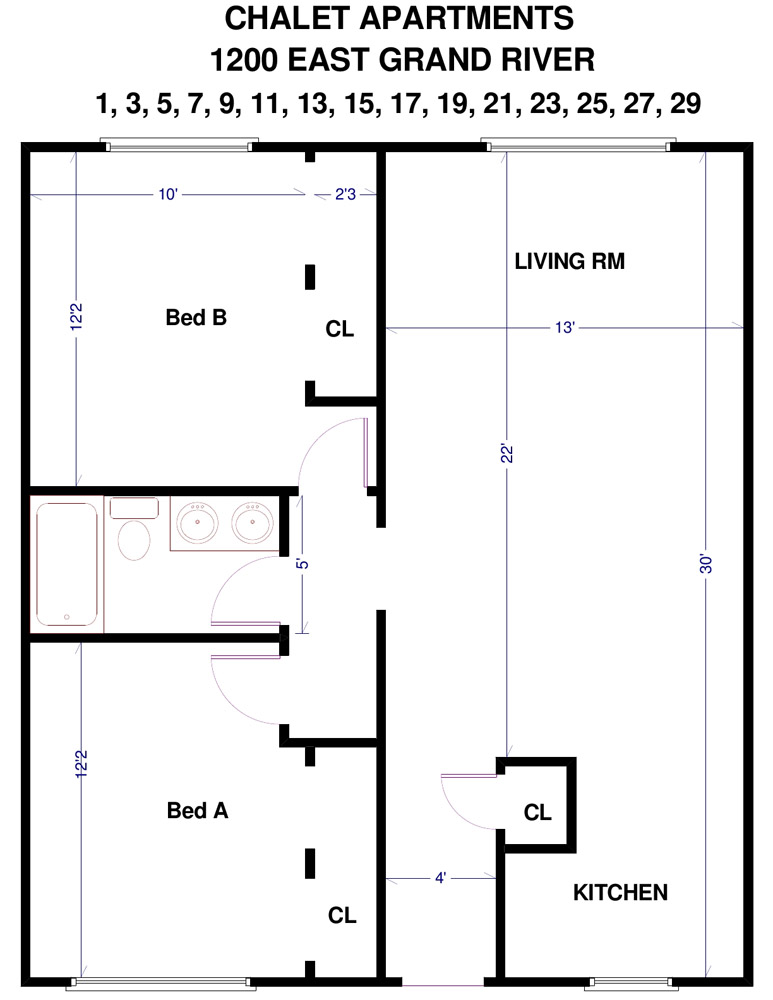 CHALET APARTMENTS
1200 EAST GRAND RIVER
1, 3, 5, 7, 9, 11, 13, 15, 17, 19, 21, 23, 25, 27, 29
10'
2'3
LIVING RM
12'2
Bed B
CL
13'
22'
5'
30'
12'2
Bed A
CL
4'
KITCHEN
CL